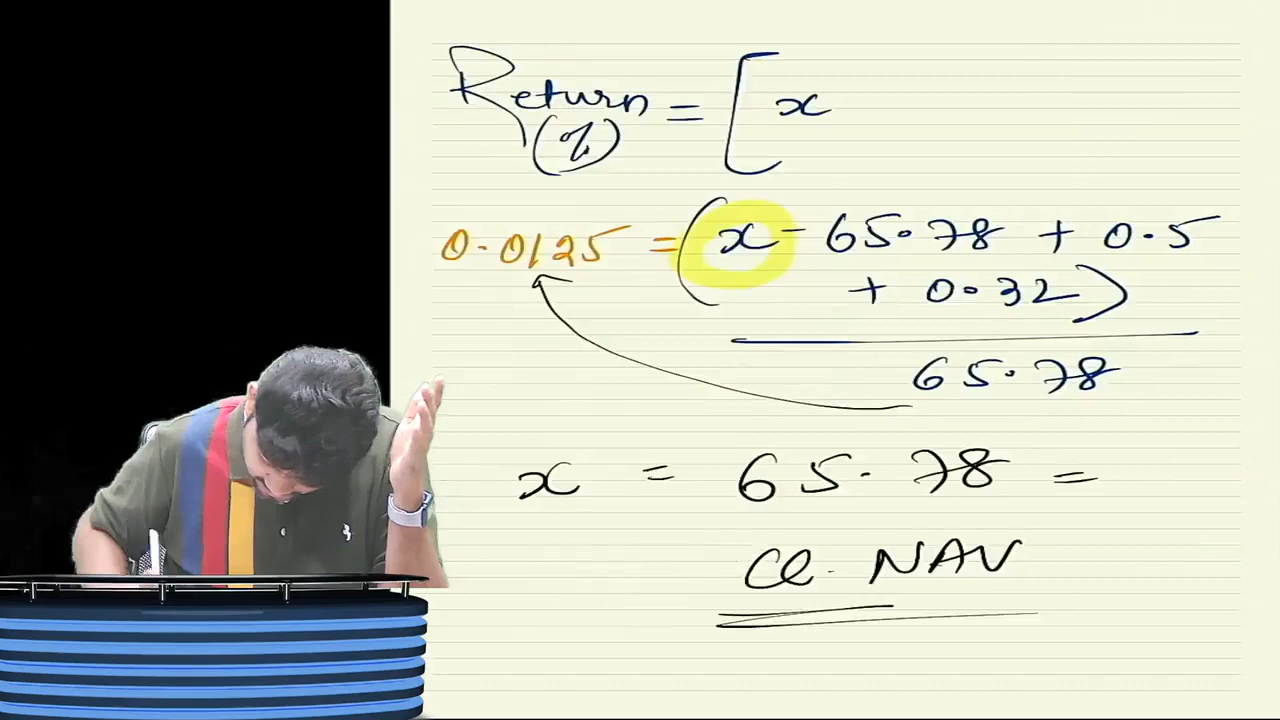 Return = [ x
(%)
0.0125 = (x - 65.78 + 0.5
+ 0.32)
65.78
x = 65.78 =
Cl. NAV